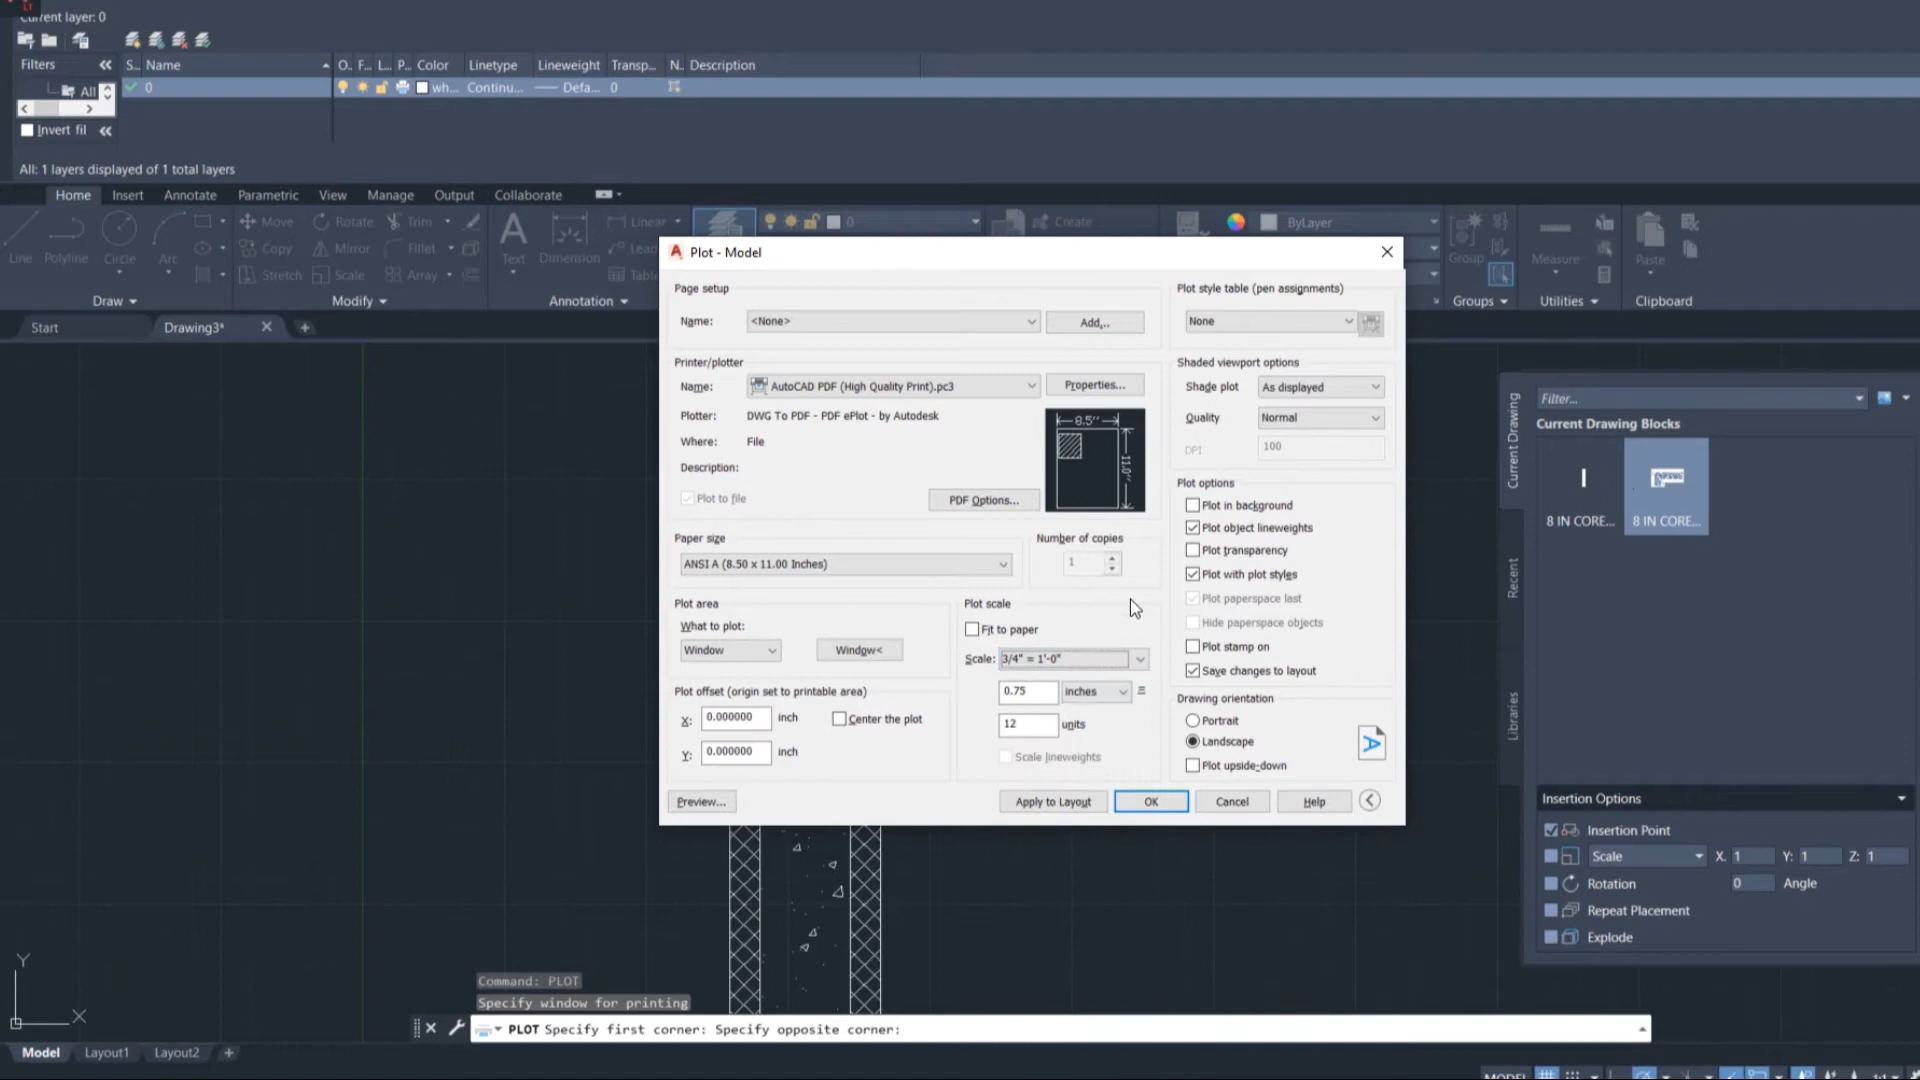 LT
Current layer: 0
Filters
S.. Name O.. F... L... P... Color Linetype Lineweight Transp... N.. Description
All
0 wh... Continu... Defa... 0
Invert fil
All: 1 layers displayed of 1 total layers
Home Insert Annotate Parametric View Manage Output Collaborate
Line Polyline Circle Arc
Move Rotate Trim
Copy Mirror Fillet
Stretch Scale Array
Text Dimension
Linear
Lead
Table
0
Create
ByLayer
Group
Measure
Paste
Draw Modify Annotation Groups Utilities Clipboard
Start Drawing3*
Plot - Model
Page setup
Name: <None> Add...
Printer/plotter
Name: AutoCAD PDF (High Quality Print).pc3 Properties...
Plotter: DWG To PDF - PDF ePlot - by Autodesk
Where: File
Description:
Plot to file PDF Options...
8.5''
11.0''
Paper size
ANSI A (8.50 x 11.00 Inches)
Number of copies
1
Plot area
What to plot:
Window Window<
Plot offset (origin set to printable area)
X: 0.000000 inch Center the plot
Y: 0.000000 inch
Plot scale
Fit to paper
Scale: 3/4" = 1'-0"
0.75 inches =
12 units
Scale lineweights
Plot style table (pen assignments)
None
Shaded viewport options
Shade plot As displayed
Quality Normal
DPI 100
Plot options
Plot in background
Plot object lineweights
Plot transparency
Plot with plot styles
Plot paperspace last
Hide paperspace objects
Plot stamp on
Save changes to layout
Drawing orientation
Portrait
Landscape
Plot upside-down
A
Preview... Apply to Layout OK Cancel Help
Current Drawing
Recent
Libraries
Filter...
Current Drawing Blocks
8 IN CORE... 8 IN CORE...
Insertion Options
Insertion Point
Scale X. 1 Y: 1 Z: 1
Rotation 0 Angle
Repeat Placement
Explode
Y
X
Command: PLOT
Specify window for printing
PLOT Specify first corner: Specify opposite corner:
Model Layout1 Layout2
MODEL 1:1